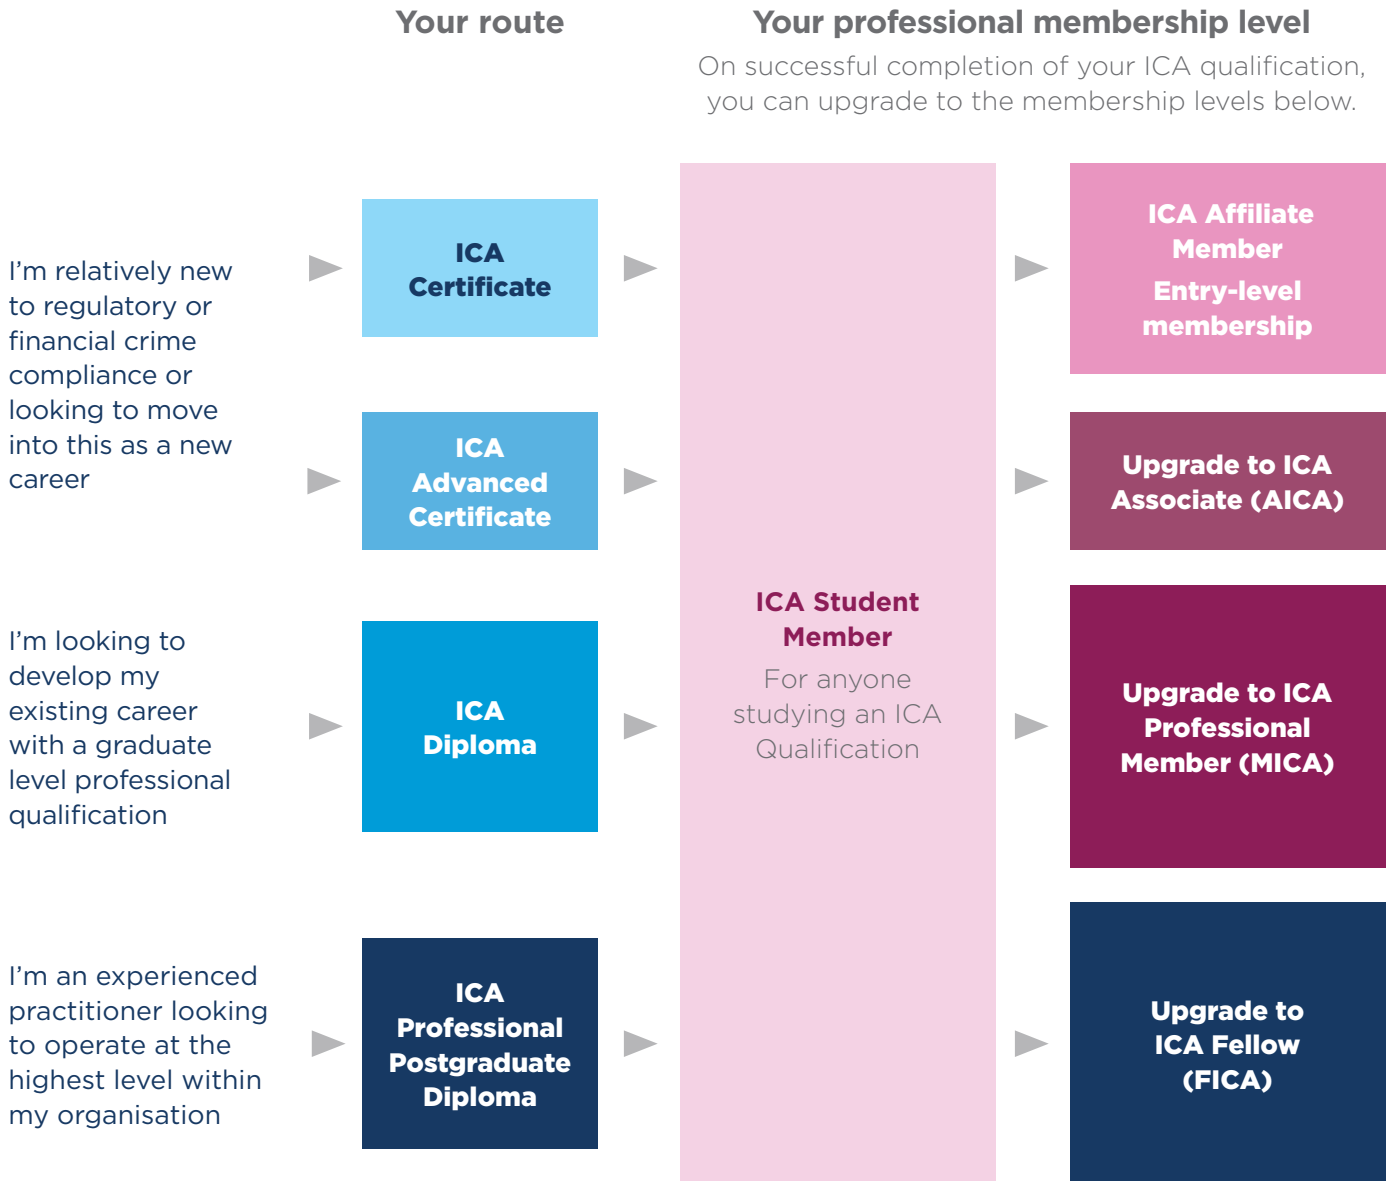 Your route
Your professional membership level
On successful completion of your ICA qualification,
you can upgrade to the membership levels below.
I’m relatively new
to regulatory or
financial crime
compliance or
looking to move
into this as a new
career
ICA
Certificate
ICA
Advanced
Certificate
ICA Affiliate
Member
Entry-level
membership
Upgrade to ICA
Associate (AICA)
ICA Student
Member
For anyone
studying an ICA
Qualification
I’m looking to
develop my
existing career
with a graduate
level professional
qualification
ICA
Diploma
Upgrade to ICA
Professional
Member (MICA)
I’m an experienced
practitioner looking
to operate at the
highest level within
my organisation
ICA
Professional
Postgraduate
Diploma
Upgrade to
ICA Fellow
(FICA)